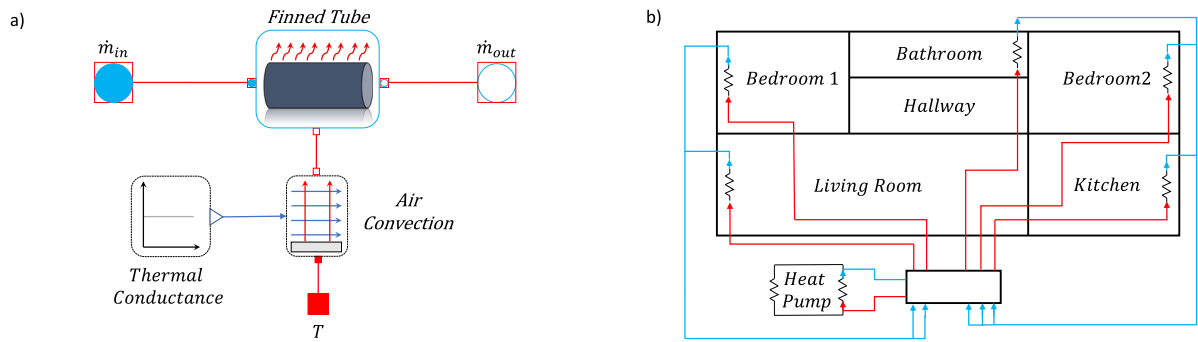 a)
Finned Tube
ṁin
ṁout
Air
Convection
Thermal
Conductance
T
b)
Bathroom
Bedroom 1
Bedroom2
Hallway
Living Room
Kitchen
Heat
Pump